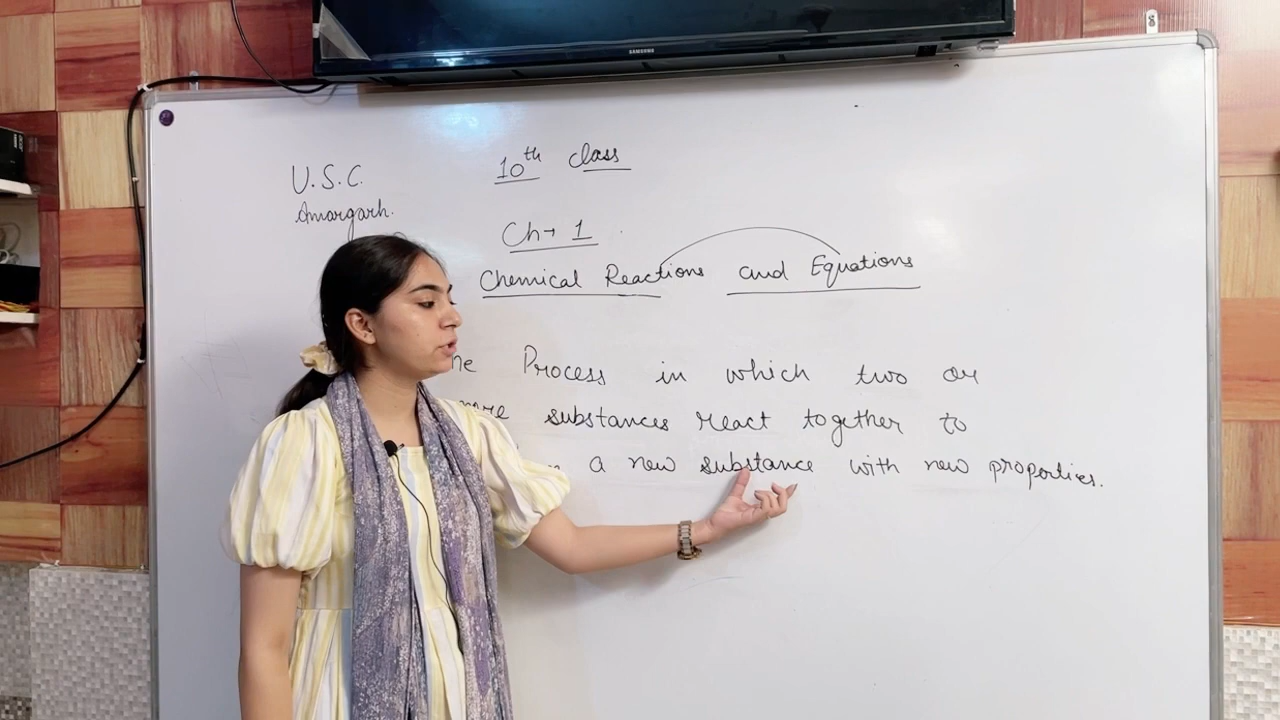 SAMSUNG
U.S.C.
Amargarh.
10th class
Ch→ 1
Chemical Reactions and Equations
Process in which two or
substances react together to
a new substance with new properties.